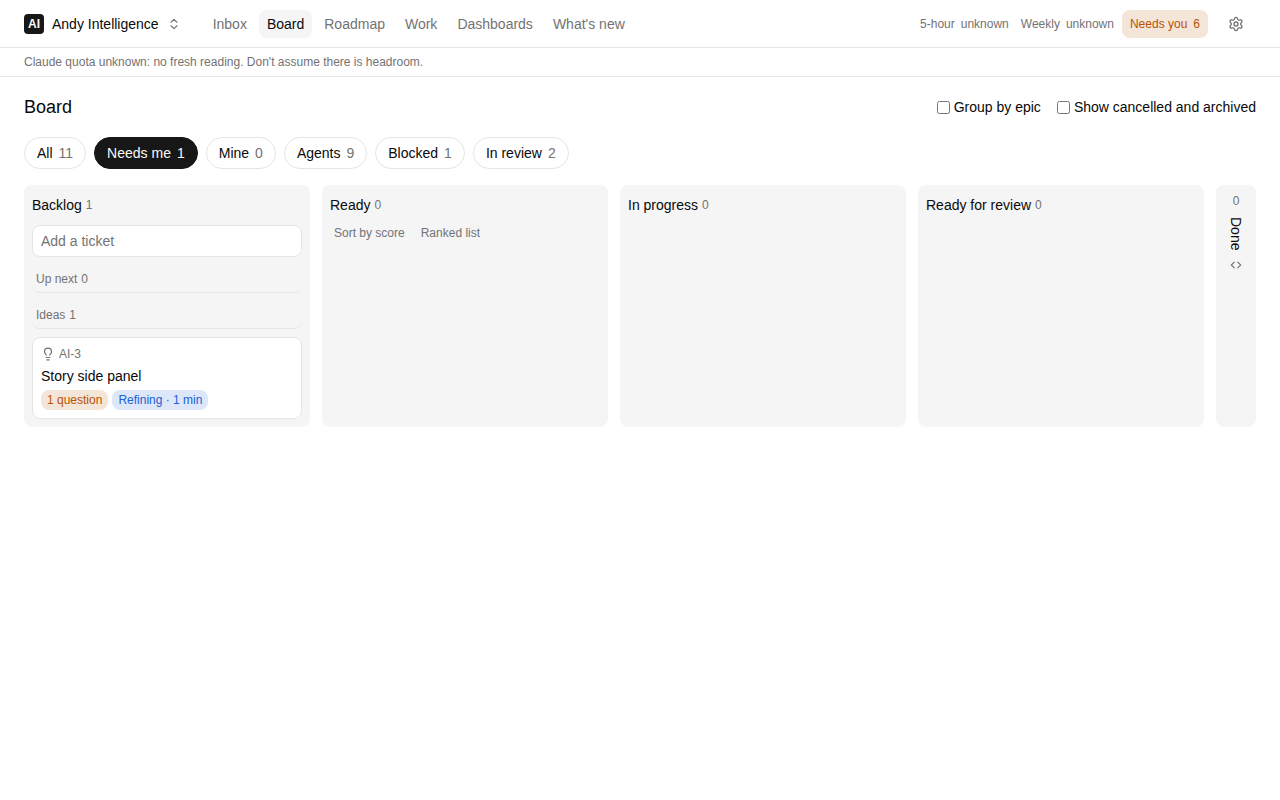 AI Andy Intelligence Inbox Board Roadmap Work Dashboards What's new 5-hour unknown Weekly unknown Needs you 6
Claude quota unknown: no fresh reading. Don't assume there is headroom.
Board Group by epic Show cancelled and archived
All 11 Needs me 1 Mine 0 Agents 9 Blocked 1 In review 2
Backlog 1
Add a ticket
Up next 0
Ideas 1
AI-3
Story side panel
1 question Refining · 1 min
Ready 0
Sort by score Ranked list
In progress 0
Ready for review 0
0
Done